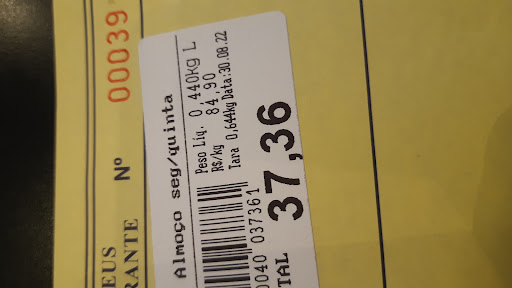 EUS
RANTE Nº 00039
Almoço seg/quinta
Peso Líq. 0,440kg L
R$/kg 84,90
Tara 0,644kg Data:30.08.22
0040 037361
TAL 37,36